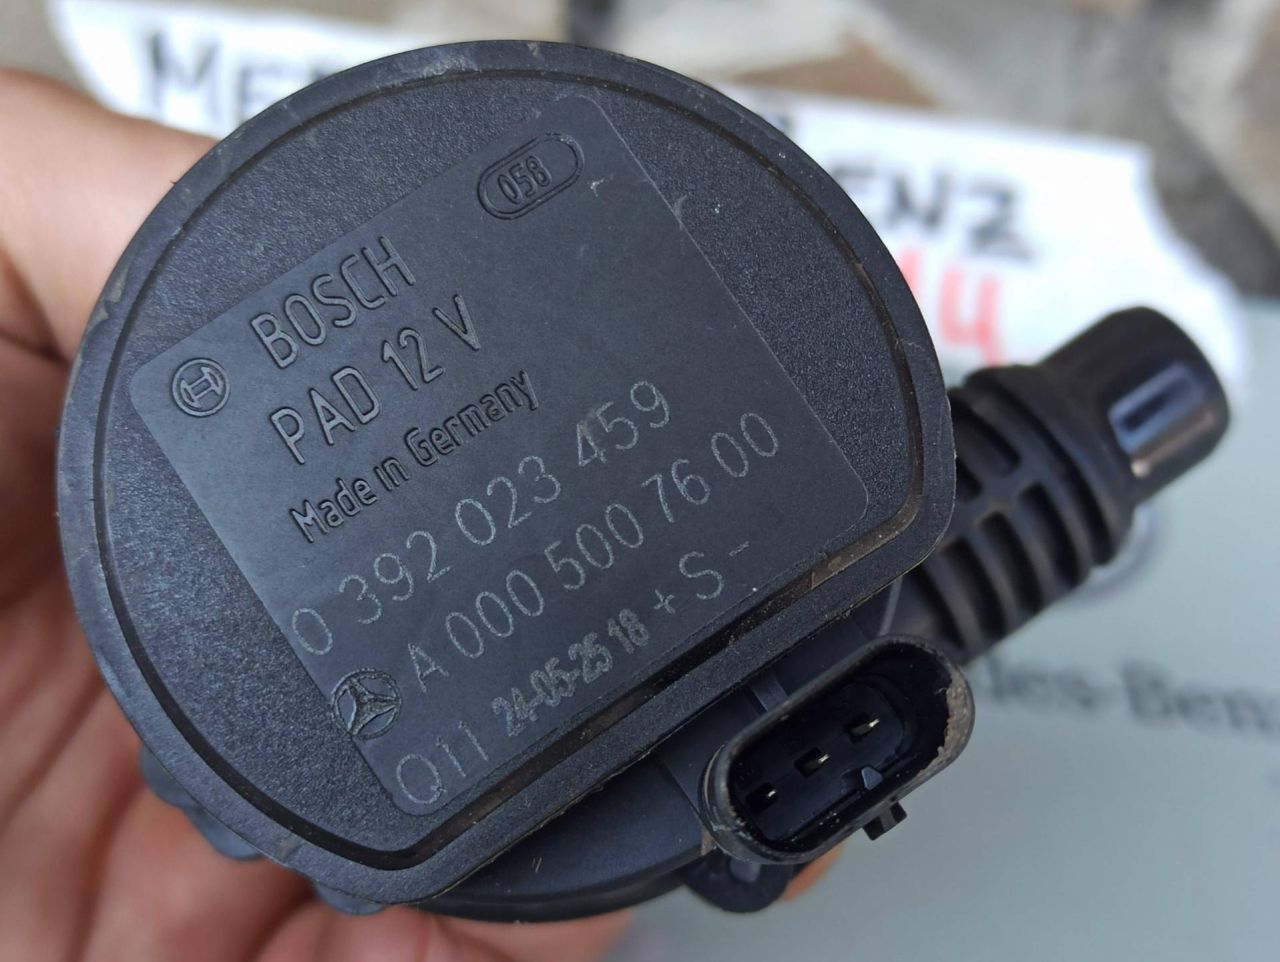 058
BOSCH
PAD 12 V
Made in Germany
0 392 023 459
A 000 500 76 00
Q11 24-05-25 18 + S -